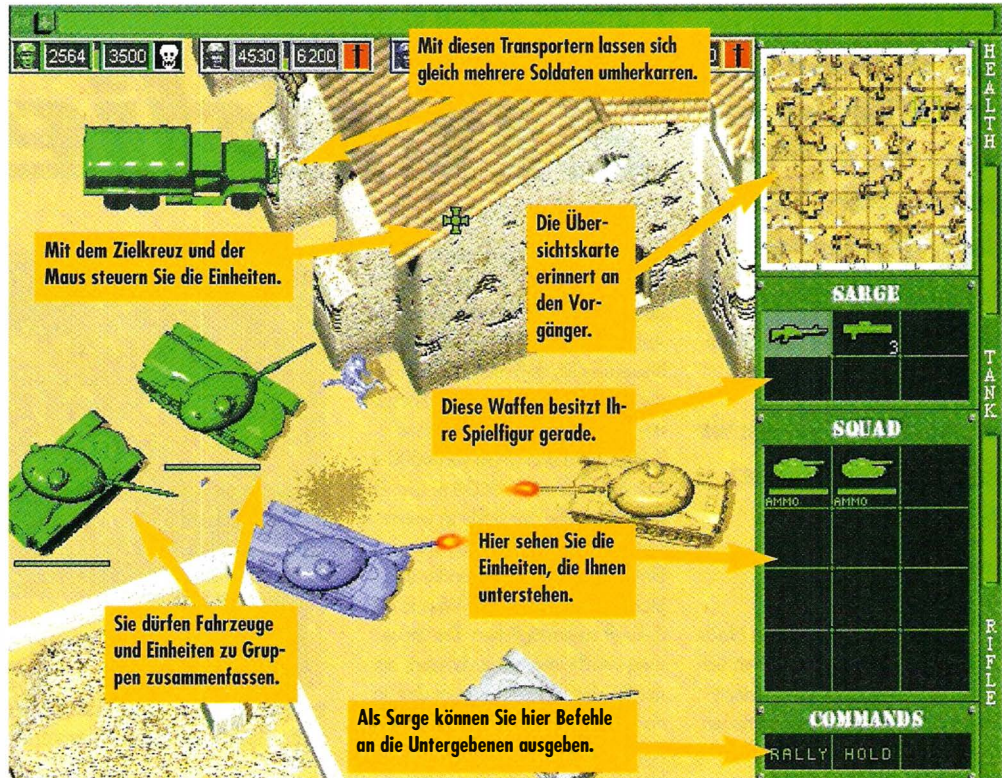 2564 3500 4530 6200
Mit diesen Transportern lassen sich
gleich mehrere Soldaten umherkarren.
HEALTH
Mit dem Zielkreuz und der
Maus steuern Sie die Einheiten.
Die Über-
sichtskarte
erinnert an
den Vor-
gänger.
SARGE
3
TANK
Diese Waffen besitzt Ih-
re Spielfigur gerade.
SQUAD
AMMO AMMO
Hier sehen Sie die
Einheiten, die Ihnen
unterstehen.
Sie dürfen Fahrzeuge
und Einheiten zu Grup-
pen zusammenfassen.
RIFLE
Als Sarge können Sie hier Befehle
an die Untergebenen ausgeben.
COMMANDS
RALLY HOLD